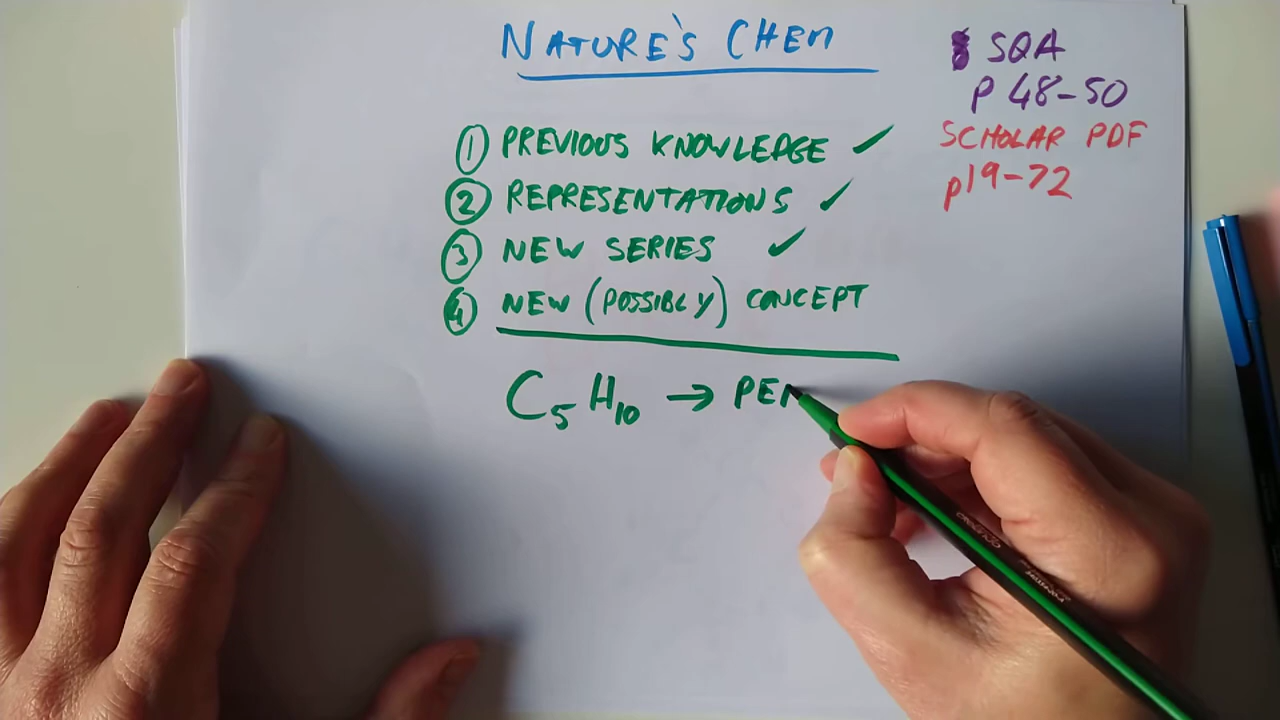 NATURE'S CHEM
SQA
P 48-50
SCHOLAR PDF
p19-72
① PREVIOUS KNOWLEDGE ✓
② REPRESENTATIONS ✓
③ NEW SERIES ✓
④ NEW (POSSIBLY) CONCEPT
C₅H₁₀ → PEN